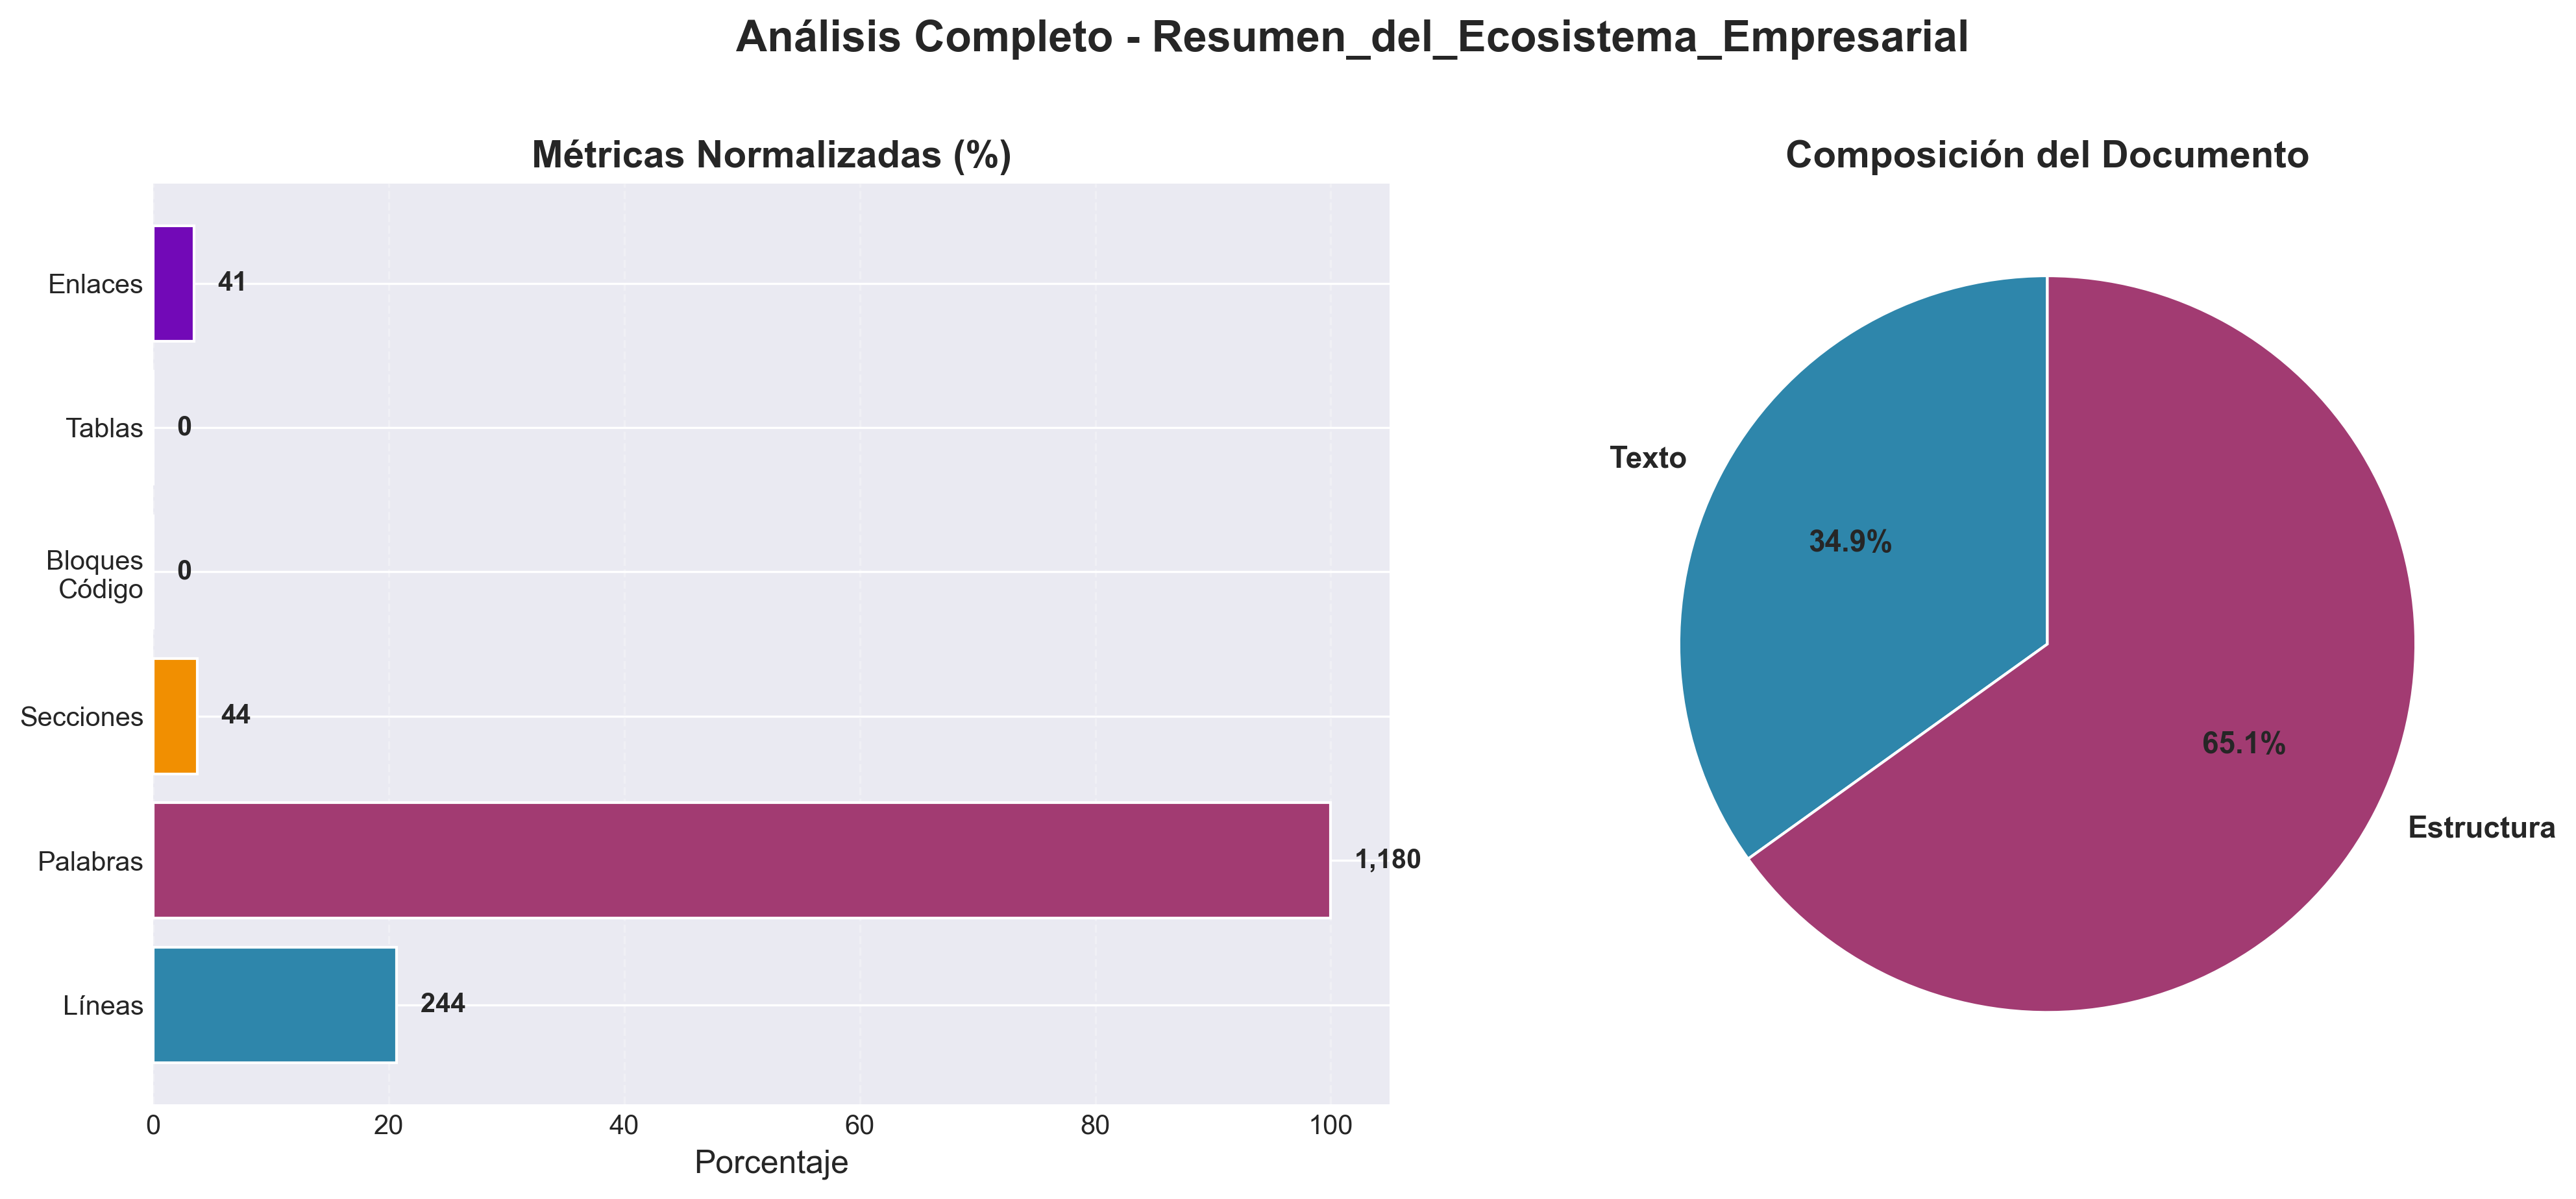 Análisis Completo - Resumen_del_Ecosistema_Empresarial
Métricas Normalizadas (%)
Enlaces
41
Tablas
0
Bloques
Código
0
Secciones
44
Palabras
1,180
Líneas
244
0
20
40
60
80
100
Porcentaje
Composición del Documento
Texto
34.9%
65.1%
Estructura